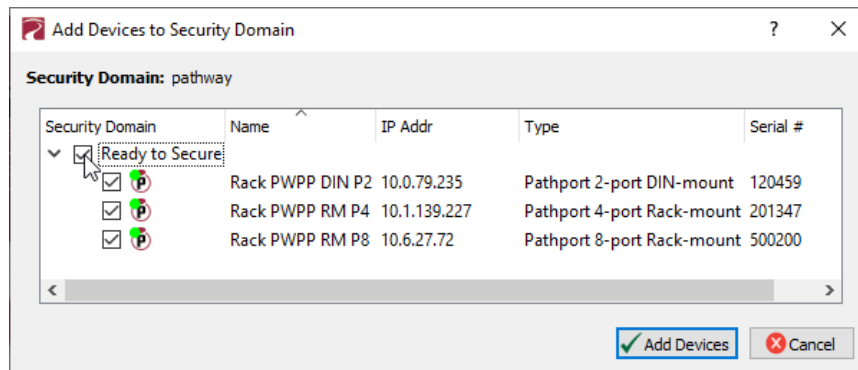 Add Devices to Security Domain ?
Security Domain: pathway
Security Domain Name IP Addr Type Serial #
Ready to Secure
Rack PWPP DIN P2 10.0.79.235 Pathport 2-port DIN-mount 120459
Rack PWPP RM P4 10.1.139.227 Pathport 4-port Rack-mount 201347
Rack PWPP RM P8 10.6.27.72 Pathport 8-port Rack-mount 500200
Add Devices Cancel